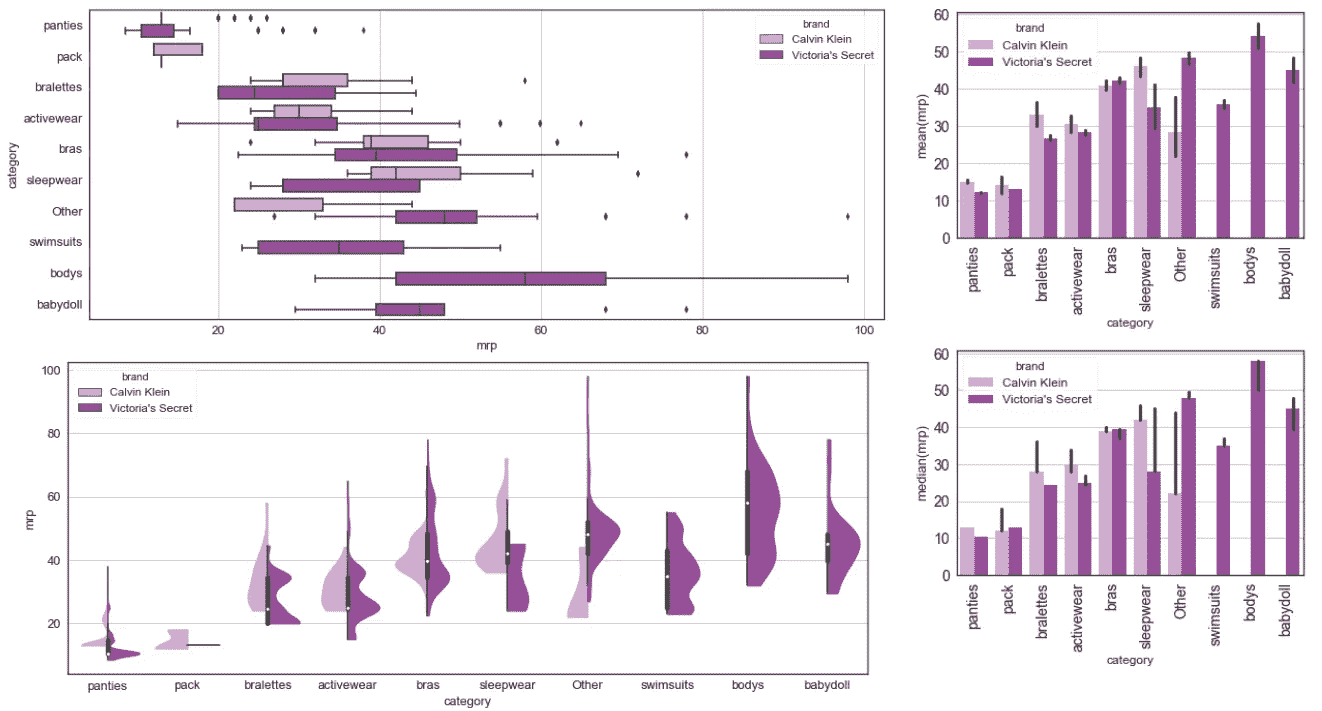 brand
Calvin Klein
Victoria's Secret
panties
pack
bralettes
activewear
bras
sleepwear
Other
swimsuits
bodys
babydoll
category
20
40
60
80
100
mrp
60
50
40
30
20
10
0
mean(mrp)
brand
Calvin Klein
Victoria's Secret
panties
pack
bralettes
activewear
bras
sleepwear
Other
swimsuits
bodys
babydoll
category
100
80
60
40
20
mrp
brand
Calvin Klein
Victoria's Secret
panties
pack
bralettes
activewear
bras
sleepwear
Other
swimsuits
bodys
babydoll
category
60
50
40
30
20
10
0
median(mrp)
brand
Calvin Klein
Victoria's Secret
panties
pack
bralettes
activewear
bras
sleepwear
Other
swimsuits
bodys
babydoll
category